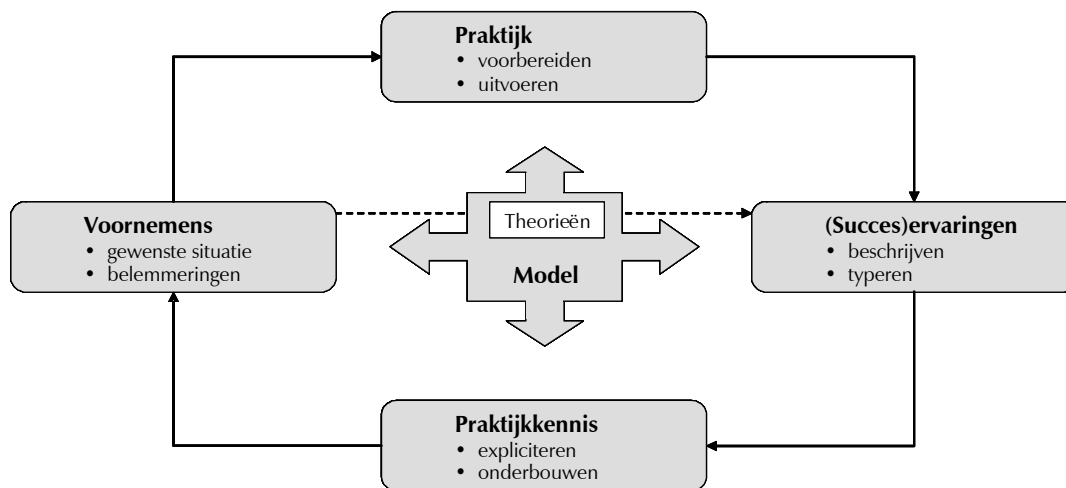 Praktijk
• voorbereiden
• uitvoeren
Voornemens
• gewenste situatie
• belemmeringen
Theorieën
Model
(Succes)ervaringen
• beschrijven
• typeren
Praktijkkennis
• expliciteren
• onderbouwen